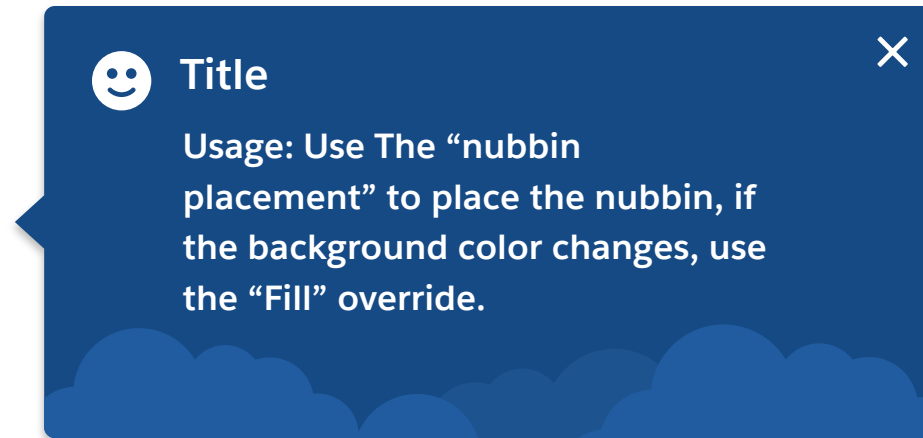 Title
Usage: Use The “nubbin
placement” to place the nubbin, if
the background color changes, use
the “Fill” override.